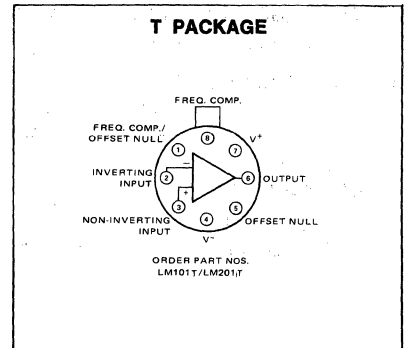 T PACKAGE
FREQ. COMP.
FREQ. COMP./
OFFSET NULL
8
1
7
V+
INVERTING
INPUT
2
−
6
OUTPUT
+
3
5
NON-INVERTING
INPUT
4
OFFSET NULL
V−
ORDER PART NOS.
LM101T/LM201T